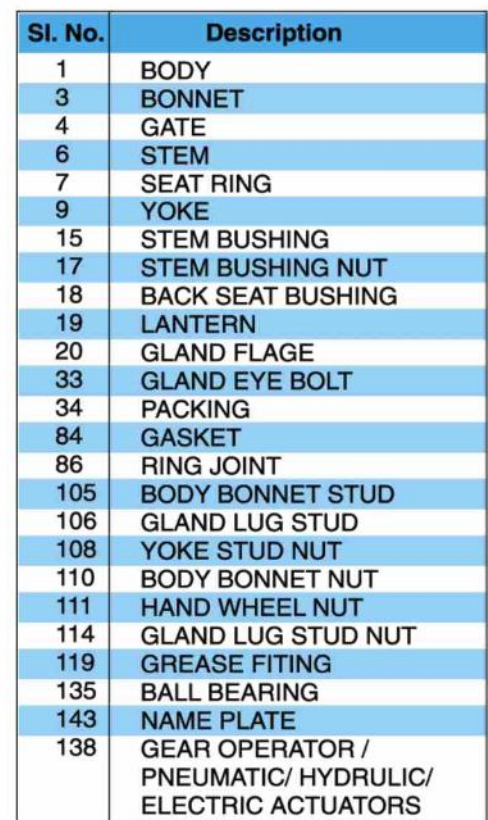 Sl. No. Description
1 BODY
3 BONNET
4 GATE
6 STEM
7 SEAT RING
9 YOKE
15 STEM BUSHING
17 STEM BUSHING NUT
18 BACK SEAT BUSHING
19 LANTERN
20 GLAND FLAGE
33 GLAND EYE BOLT
34 PACKING
84 GASKET
86 RING JOINT
105 BODY BONNET STUD
106 GLAND LUG STUD
108 YOKE STUD NUT
110 BODY BONNET NUT
111 HAND WHEEL NUT
114 GLAND LUG STUD NUT
119 GREASE FITING
135 BALL BEARING
143 NAME PLATE
138 GEAR OPERATOR /
PNEUMATIC/ HYDRULIC/
ELECTRIC ACTUATORS